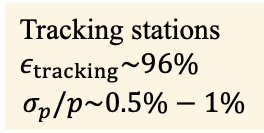 Tracking stations
ϵtracking~96%
σp/p~0.5% − 1%